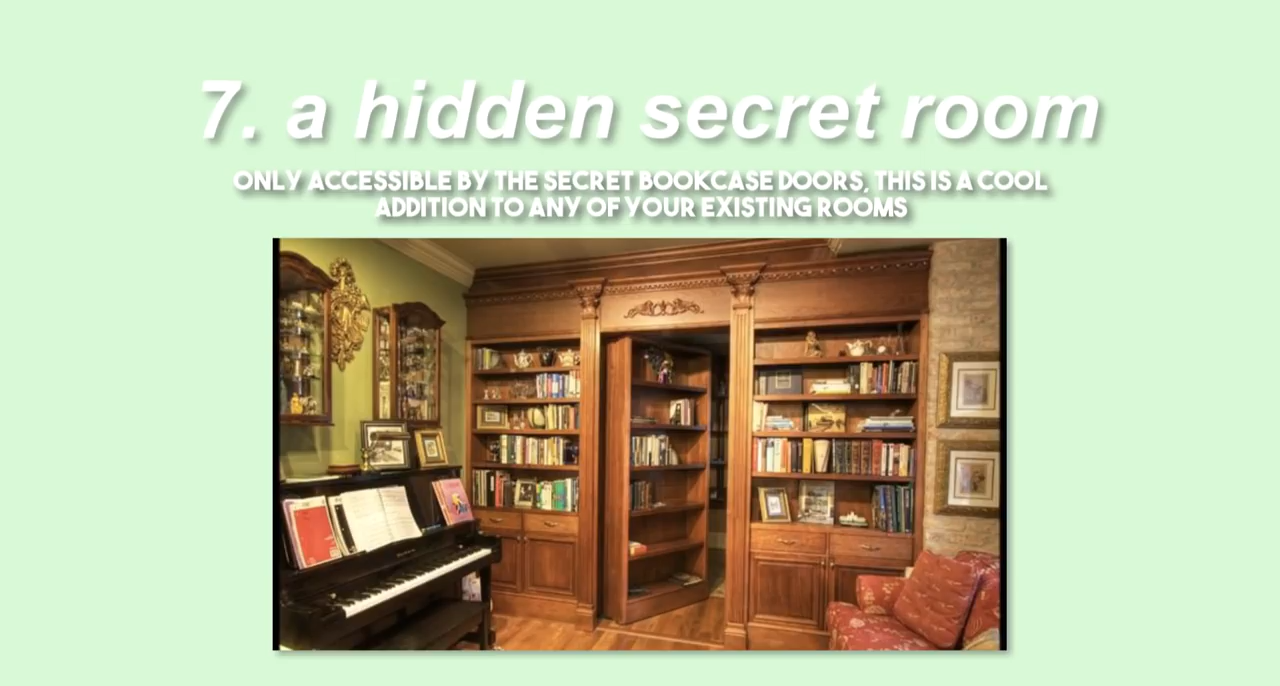 7. a hidden secret room
ONLY ACCESSIBLE BY THE SECRET BOOKCASE DOORS, THIS IS A COOL
ADDITION TO ANY OF YOUR EXISTING ROOMS